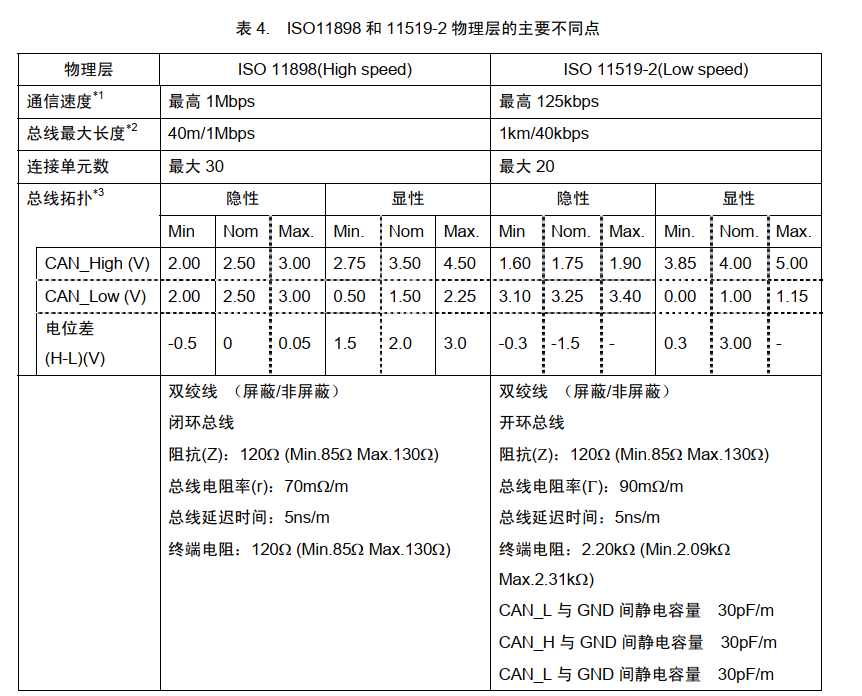 表 4. ISO11898 和 11519-2 物理层的主要不同点
物理层 ISO 11898(High speed) ISO 11519-2(Low speed)
通信速度*1 最高 1Mbps 最高 125kbps
总线最大长度*2 40m/1Mbps 1km/40kbps
连接单元数 最大 30 最大 20
总线拓扑*3 隐性 显性 隐性 显性
Min Nom Max. Min. Nom Max. Min Nom. Max. Min. Nom. Max.
CAN_High (V) 2.00 2.50 3.00 2.75 3.50 4.50 1.60 1.75 1.90 3.85 4.00 5.00
CAN_Low (V) 2.00 2.50 3.00 0.50 1.50 2.25 3.10 3.25 3.40 0.00 1.00 1.15
电位差
(H-L)(V) -0.5 0 0.05 1.5 2.0 3.0 -0.3 -1.5 - 0.3 3.00 -
双绞线 （屏蔽/非屏蔽）
闭环总线
阻抗(Z)：120Ω (Min.85Ω Max.130Ω)
总线电阻率(r)：70mΩ/m
总线延迟时间：5ns/m
终端电阻：120Ω (Min.85Ω Max.130Ω)
双绞线 （屏蔽/非屏蔽）
开环总线
阻抗(Z)：120Ω (Min.85Ω Max.130Ω)
总线电阻率(Γ)：90mΩ/m
总线延迟时间：5ns/m
终端电阻：2.20kΩ (Min.2.09kΩ
Max.2.31kΩ)
CAN_L 与 GND 间静电容量 30pF/m
CAN_H 与 GND 间静电容量 30pF/m
CAN_L 与 GND 间静电容量 30pF/m